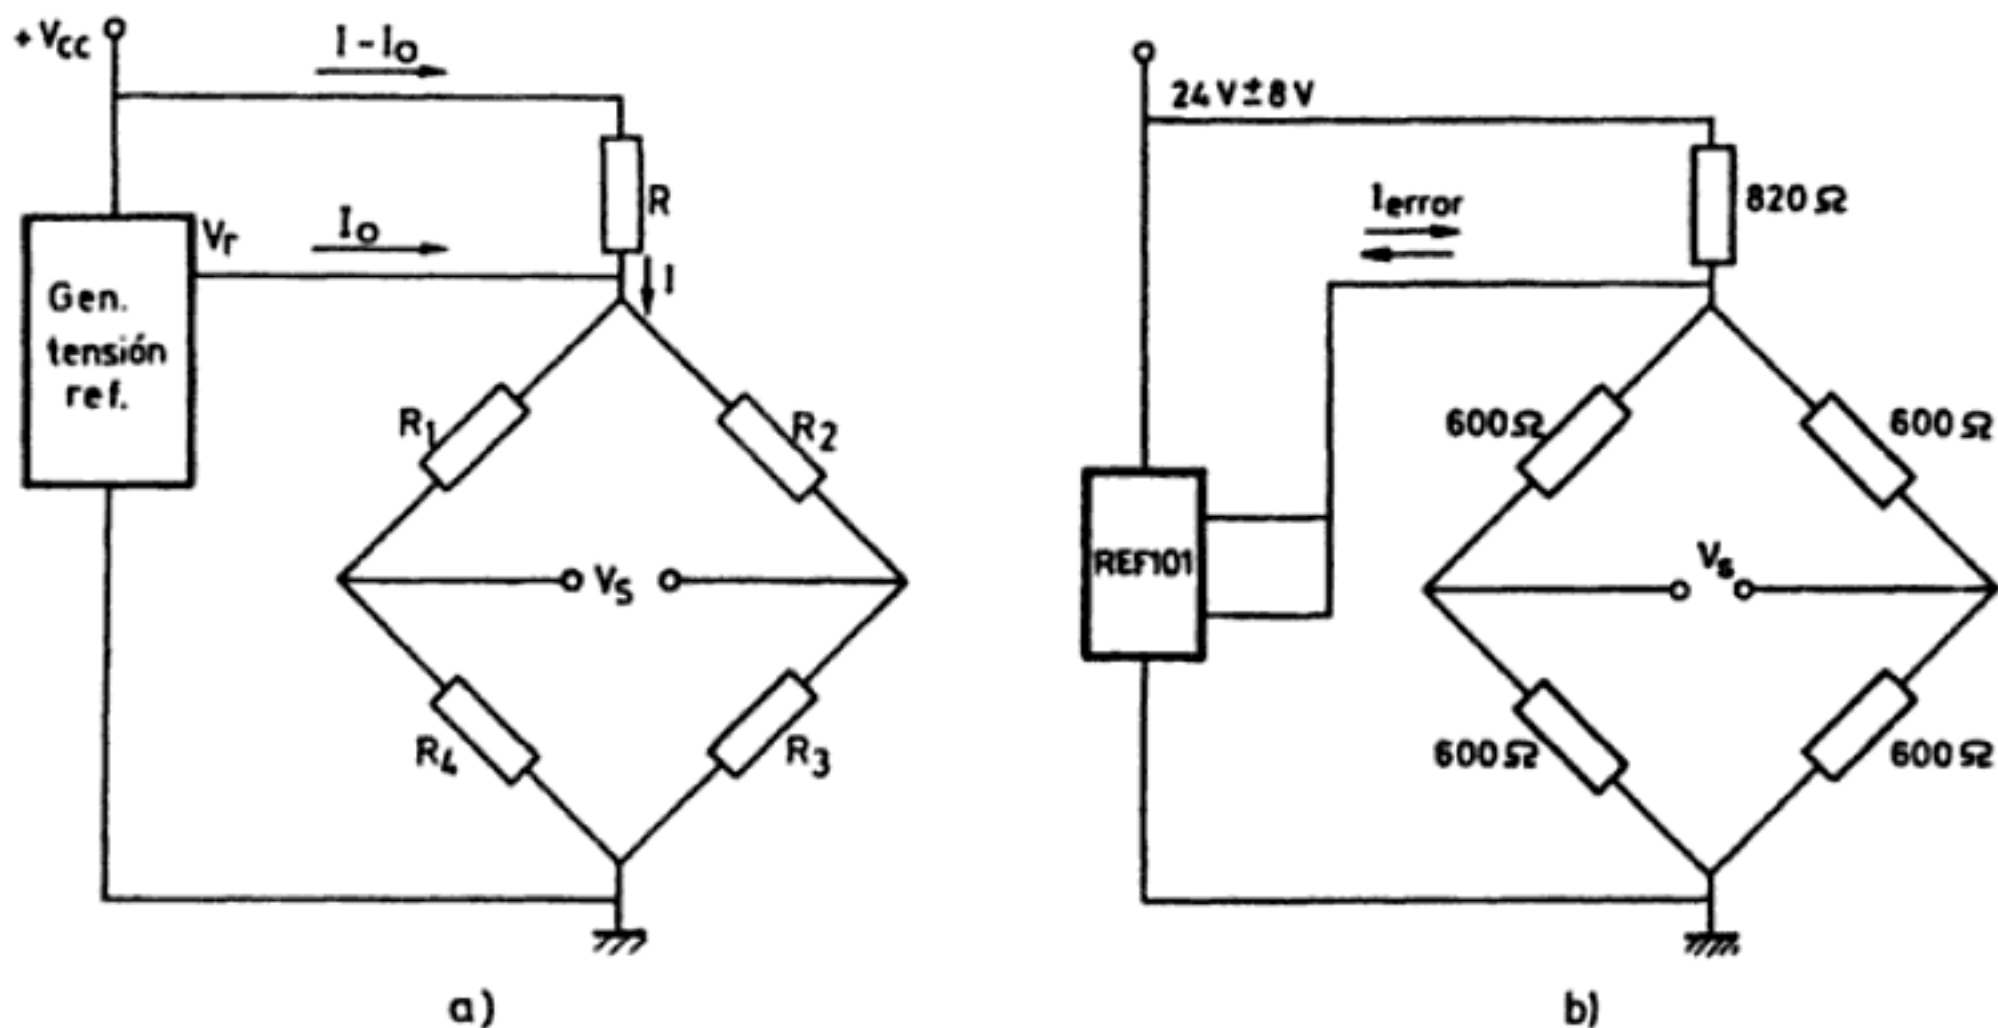 + Vcc
I - Io
R
Vr
Io
I
Gen.
tensión
ref.
R1
R2
Vs
R4
R3
a)
24 V ± 8 V
820 Ω
Ierror
600 Ω
600 Ω
REF101
Vs
600 Ω
600 Ω
b)